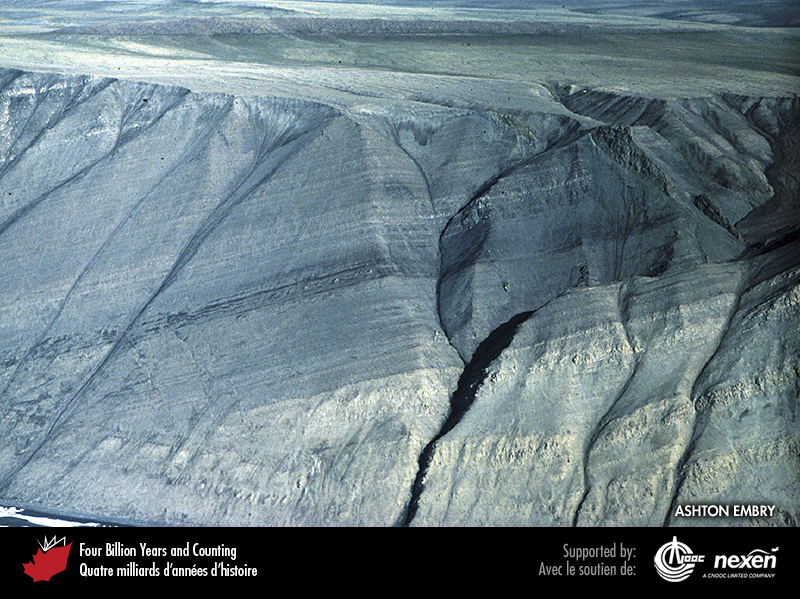 ASHTON EMBRY
Four Billion Years and Counting
Quatre milliards d'années d'histoire
Supported by:
Avec le soutien de:
CNOOC
nexen
A CNOOC LIMITED COMPANY